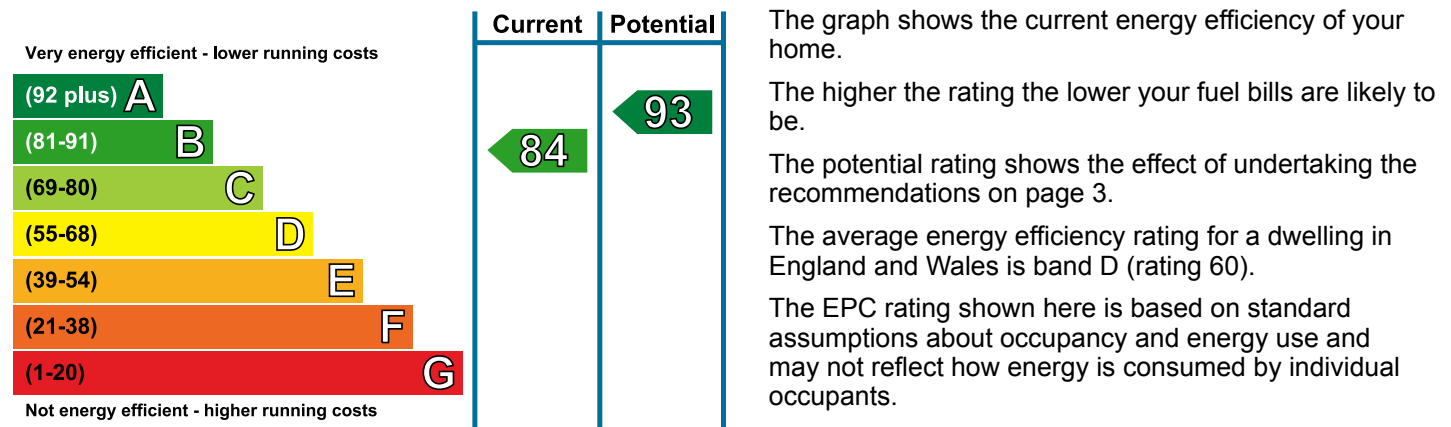 Current Potential
Very energy efficient - lower running costs
(92 plus) A
(81-91) B
(69-80) C
(55-68) D
(39-54) E
(21-38) F
(1-20) G
Not energy efficient - higher running costs
84
93
The graph shows the current energy efficiency of your
home.
The higher the rating the lower your fuel bills are likely to
be.
The potential rating shows the effect of undertaking the
recommendations on page 3.
The average energy efficiency rating for a dwelling in
England and Wales is band D (rating 60).
The EPC rating shown here is based on standard
assumptions about occupancy and energy use and
may not reflect how energy is consumed by individual
occupants.